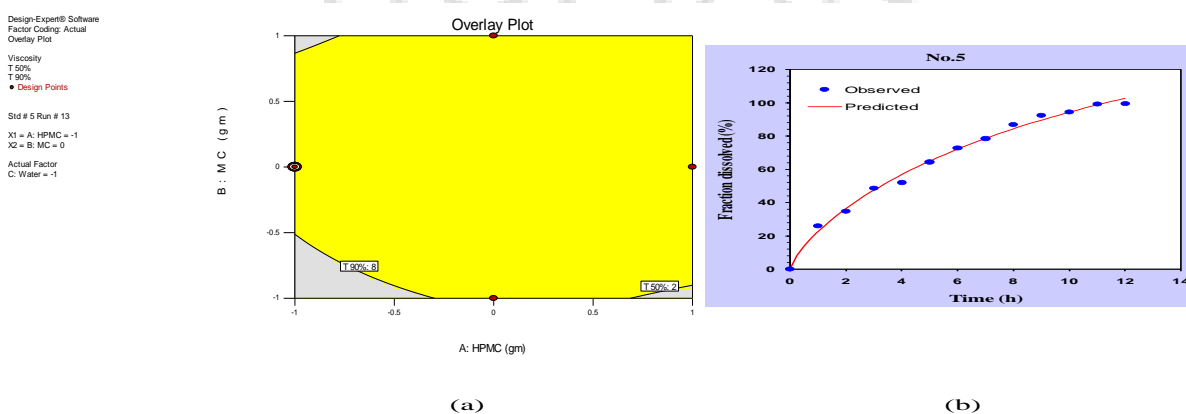 Design-Expert® Software
Factor Coding: Actual
Overlay Plot
Viscosity
T 50%
T 90%
Design Points
Std # 5 Run # 13
X1 = A: HPMC = -1
X2 = B: MC = 0
Actual Factor
C: Water = -1
Overlay Plot
B: MC (gm)
1
0.5
0
-0.5
-1
T 90%: 8
T 50%: 2
-1 -0.5 0 0.5 1
A: HPMC (gm)
(a)
No.5
Fraction dissolved (%)
120
100
80
60
40
20
0
Observed
Predicted
0 2 4 6 8 10 12 14
Time (h)
(b)